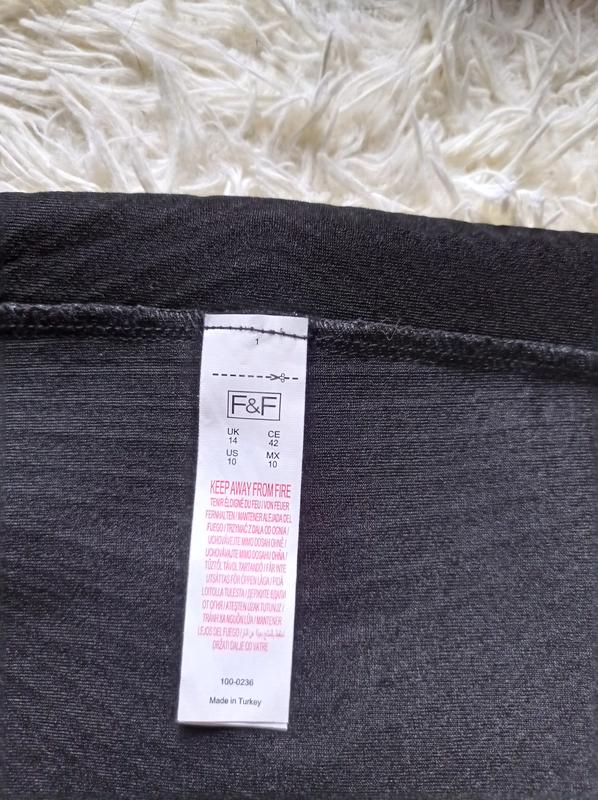 1
F&F
UK CE
14 42
US MX
10 10
KEEP AWAY FROM FIRE
TENIR ÉLOIGNÉ DU FEU / VON FEUER
FERNHALTEN / MANTENER ALEJADA DEL
FUEGO / TRZYMAĆ Z DALA OD OGNIA /
UCHOVÁVEJTE MIMO DOSAH OHNĚ /
UCHOVÁVAJTE MIMO DOSAHU OHŇA /
TŰZTŐL TÁVOL TARTANDÓ / FÅR INTE
UTSÄTTAS FÖR ÖPPEN LÅGA / PIDÄ
LOITOLLA TULESTA / ДЕРЖИТЕ ВДАЛИ
ОТ ОГНЯ / ATEŞTEN UZAK TUTUNUZ /
TRÁNH XA NGUỒN LỬA / MANTENER
LEJOS DEL FUEGO /
DRŽATI DALJE OD VATRE
100-0236
Made in Turkey